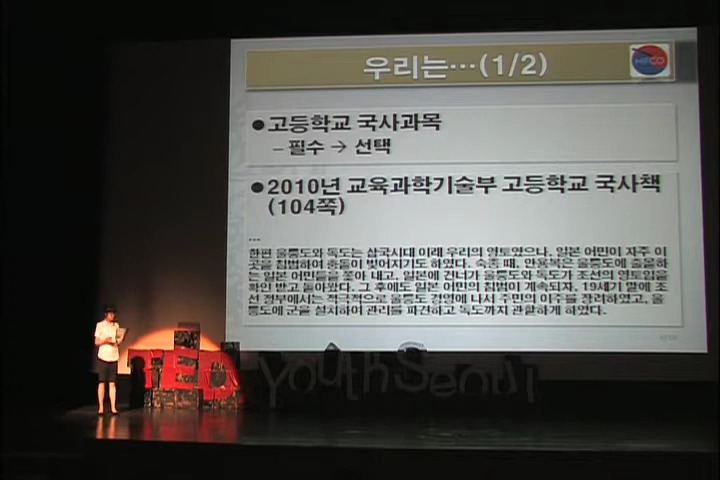 우리는…(1/2)
HFCD
●고등학교 국사과목
– 필수 → 선택
●2010년 교육과학기술부 고등학교 국사책
(104쪽)
...
한편 울릉도와 독도는 삼국시대 이래 우리의 영토였으나, 일본 어민이 자주 이
곳을 침범하여 충돌이 빚어지기도 하였다. 숙종 때, 안용복은 울릉도에 출몰하
는 일본 어민들을 쫓아 내고, 일본에 건너가 울릉도와 독도가 조선의 영토임을
확인 받고 돌아왔다. 그 후에도 일본 어민의 침범이 계속되자, 19세기 말에 조
선 정부에서는 적극적으로 울릉도 경영에 나서 주민의 이주를 장려하였고, 울
릉도에 군을 설치하여 관리를 파견하고 독도까지 관할하게 하였다.
TED YouthSeoul